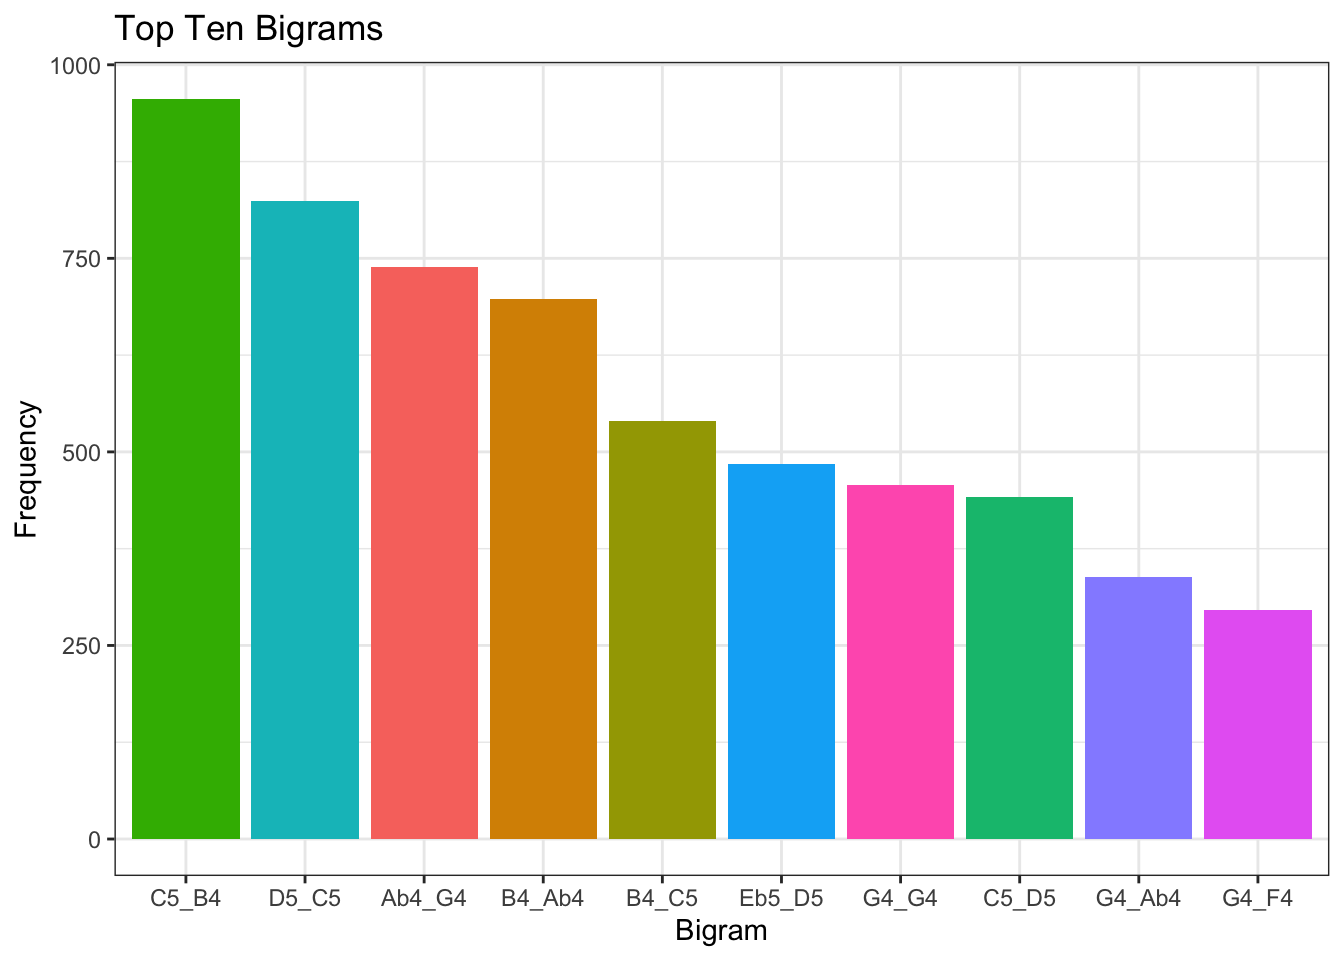 Top Ten Bigrams
1000
750
500
250
0
Frequency
C5_B4 D5_C5 Ab4_G4 B4_Ab4 B4_C5 Eb5_D5 G4_G4 C5_D5 G4_Ab4 G4_F4
Bigram